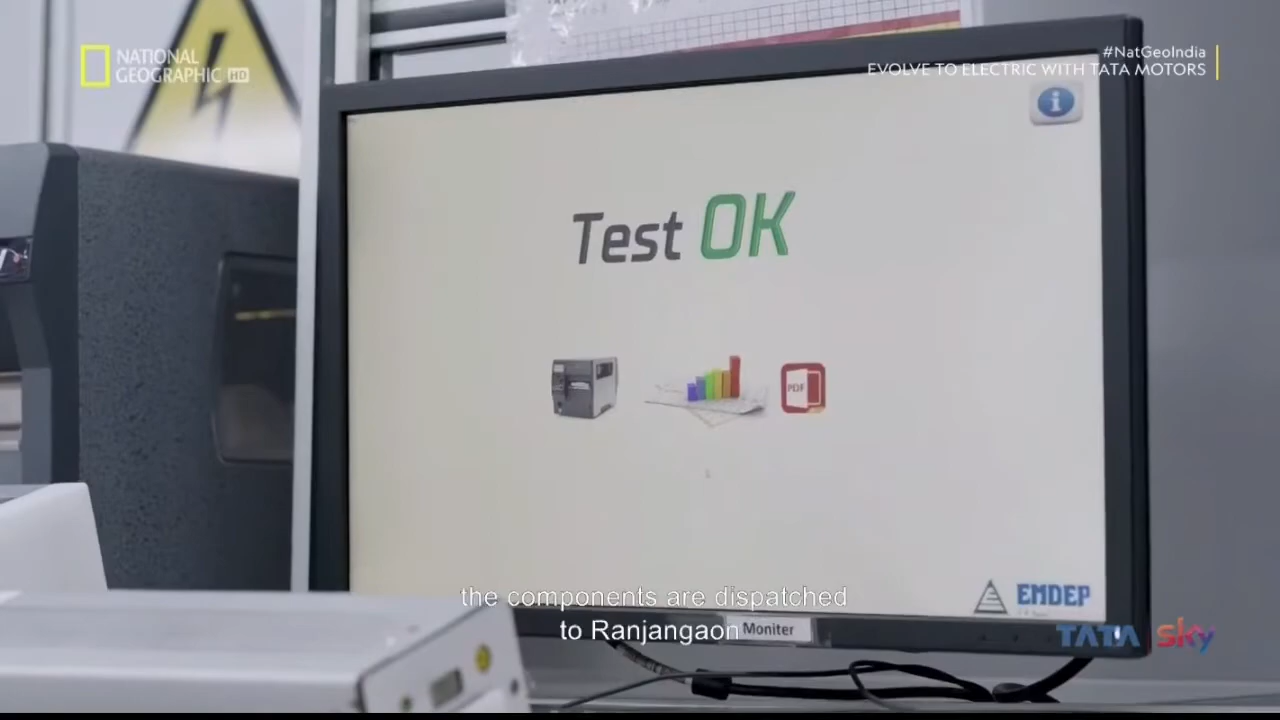 NATIONAL
GEOGRAPHIC HD
#NatGeoIndia
EVOLVE TO ELECTRIC WITH TATA MOTORS
i
Test OK
PDF
EMDEP
the components are dispatched
to Ranjangaon
Moniter
TATA sky